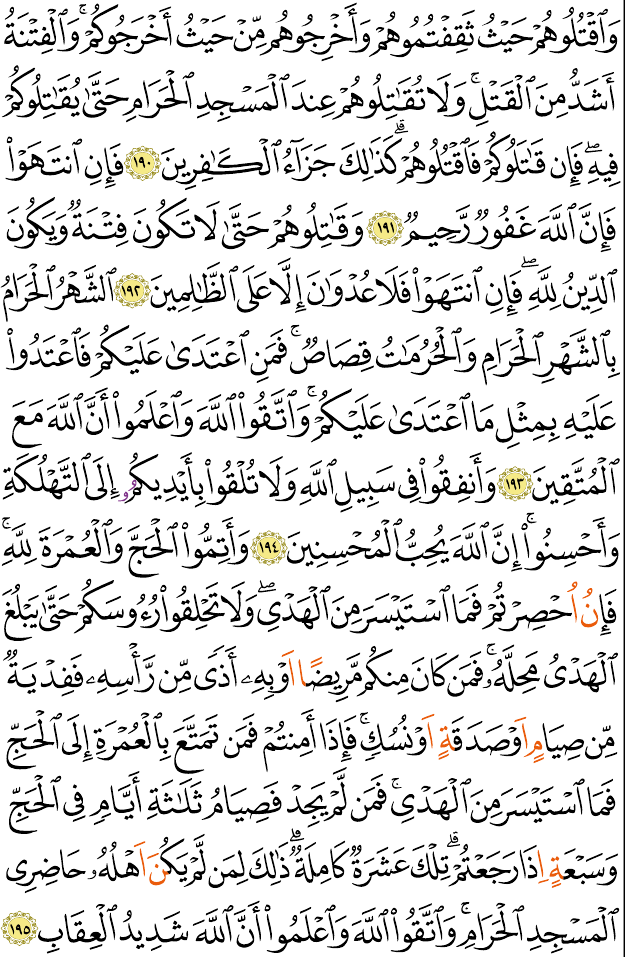 وَٱقۡتُلُوهُمۡ حَيۡثُ ثَقِفۡتُمُوهُمۡ وَأَخۡرِجُوهُم مِّنۡ حَيۡثُ أَخۡرَجُوكُمۡۚ وَٱلۡفِتۡنَةُ
أَشَدُّ مِنَ ٱلۡقَتۡلِۚ وَلَا تُقَٰتِلُوهُمۡ عِندَ ٱلۡمَسۡجِدِ ٱلۡحَرَامِ حَتَّىٰ يُقَٰتِلُوكُمۡ
فِيهِۖ فَإِن قَٰتَلُوكُمۡ فَٱقۡتُلُوهُمۡۗ كَذَٰلِكَ جَزَآءُ ٱلۡكَٰفِرِينَ ١٩٠ فَإِنِ ٱنتَهَوۡاْ
فَإِنَّ ٱللَّهَ غَفُورٞ رَّحِيمٞ ١٩١ وَقَٰتِلُوهُمۡ حَتَّىٰ لَا تَكُونَ فِتۡنَةٞ وَيَكُونَ
ٱلدِّينُ لِلَّهِۖ فَإِنِ ٱنتَهَوۡاْ فَلَا عُدۡوَٰنَ إِلَّا عَلَى ٱلظَّٰلِمِينَ ١٩٢ ٱلشَّهۡرُ ٱلۡحَرَامُ
بِٱلشَّهۡرِ ٱلۡحَرَامِ وَٱلۡحُرُمَٰتُ قِصَاصٞۚ فَمَنِ ٱعۡتَدَىٰ عَلَيۡكُمۡ فَٱعۡتَدُواْ
عَلَيۡهِ بِمِثۡلِ مَا ٱعۡتَدَىٰ عَلَيۡكُمۡۚ وَٱتَّقُواْ ٱللَّهَ وَٱعۡلَمُوٓاْ أَنَّ ٱللَّهَ مَعَ
ٱلۡمُتَّقِينَ ١٩٣ وَأَنفِقُواْ فِي سَبِيلِ ٱللَّهِ وَلَا تُلۡقُواْ بِأَيۡدِيكُمُۥٓ إِلَى ٱلتَّهۡلُكَةِ
وَأَحۡسِنُوٓاْۚ إِنَّ ٱللَّهَ يُحِبُّ ٱلۡمُحۡسِنِينَ ١٩٤ وَأَتِمُّواْ ٱلۡحَجَّ وَٱلۡعُمۡرَةَ لِلَّهِۚ
فَإِنُ ا۟حۡصِرۡتُمۡ فَمَا ٱسۡتَيۡسَرَ مِنَ ٱلۡهَدۡيِۖ وَلَا تَحۡلِقُواْ رُءُوسَكُمۡ حَتَّىٰ يَبۡلُغَ
ٱلۡهَدۡيُ مَحِلَّهُۥۚ فَمَن كَانَ مِنكُم مَّرِيضًا اَوۡ بِهِۦٓ أَذٗى مِّن رَّأۡسِهِۦ فَفِدۡيَةٞ
مِّن صِيَامٍ اَوۡ صَدَقَةٍ اَوۡ نُسُكٖۚ فَإِذَآ أَمِنتُمۡ فَمَن تَمَتَّعَ بِٱلۡعُمۡرَةِ إِلَى ٱلۡحَجِّ
فَمَا ٱسۡتَيۡسَرَ مِنَ ٱلۡهَدۡيِۚ فَمَن لَّمۡ يَجِدۡ فَصِيَامُ ثَلَٰثَةِ أَيَّامٖ فِي ٱلۡحَجِّ
وَسَبۡعَةٍ اِذَا رَجَعۡتُمۡۗ تِلۡكَ عَشَرَةٞ كَامِلَةٞۗ ذَٰلِكَ لِمَن لَّمۡ يَكُنَ اَهۡلُهُۥ حَاضِرِي
ٱلۡمَسۡجِدِ ٱلۡحَرَامِۚ وَٱتَّقُواْ ٱللَّهَ وَٱعۡلَمُوٓاْ أَنَّ ٱللَّهَ شَدِيدُ ٱلۡعِقَابِ ١٩٥